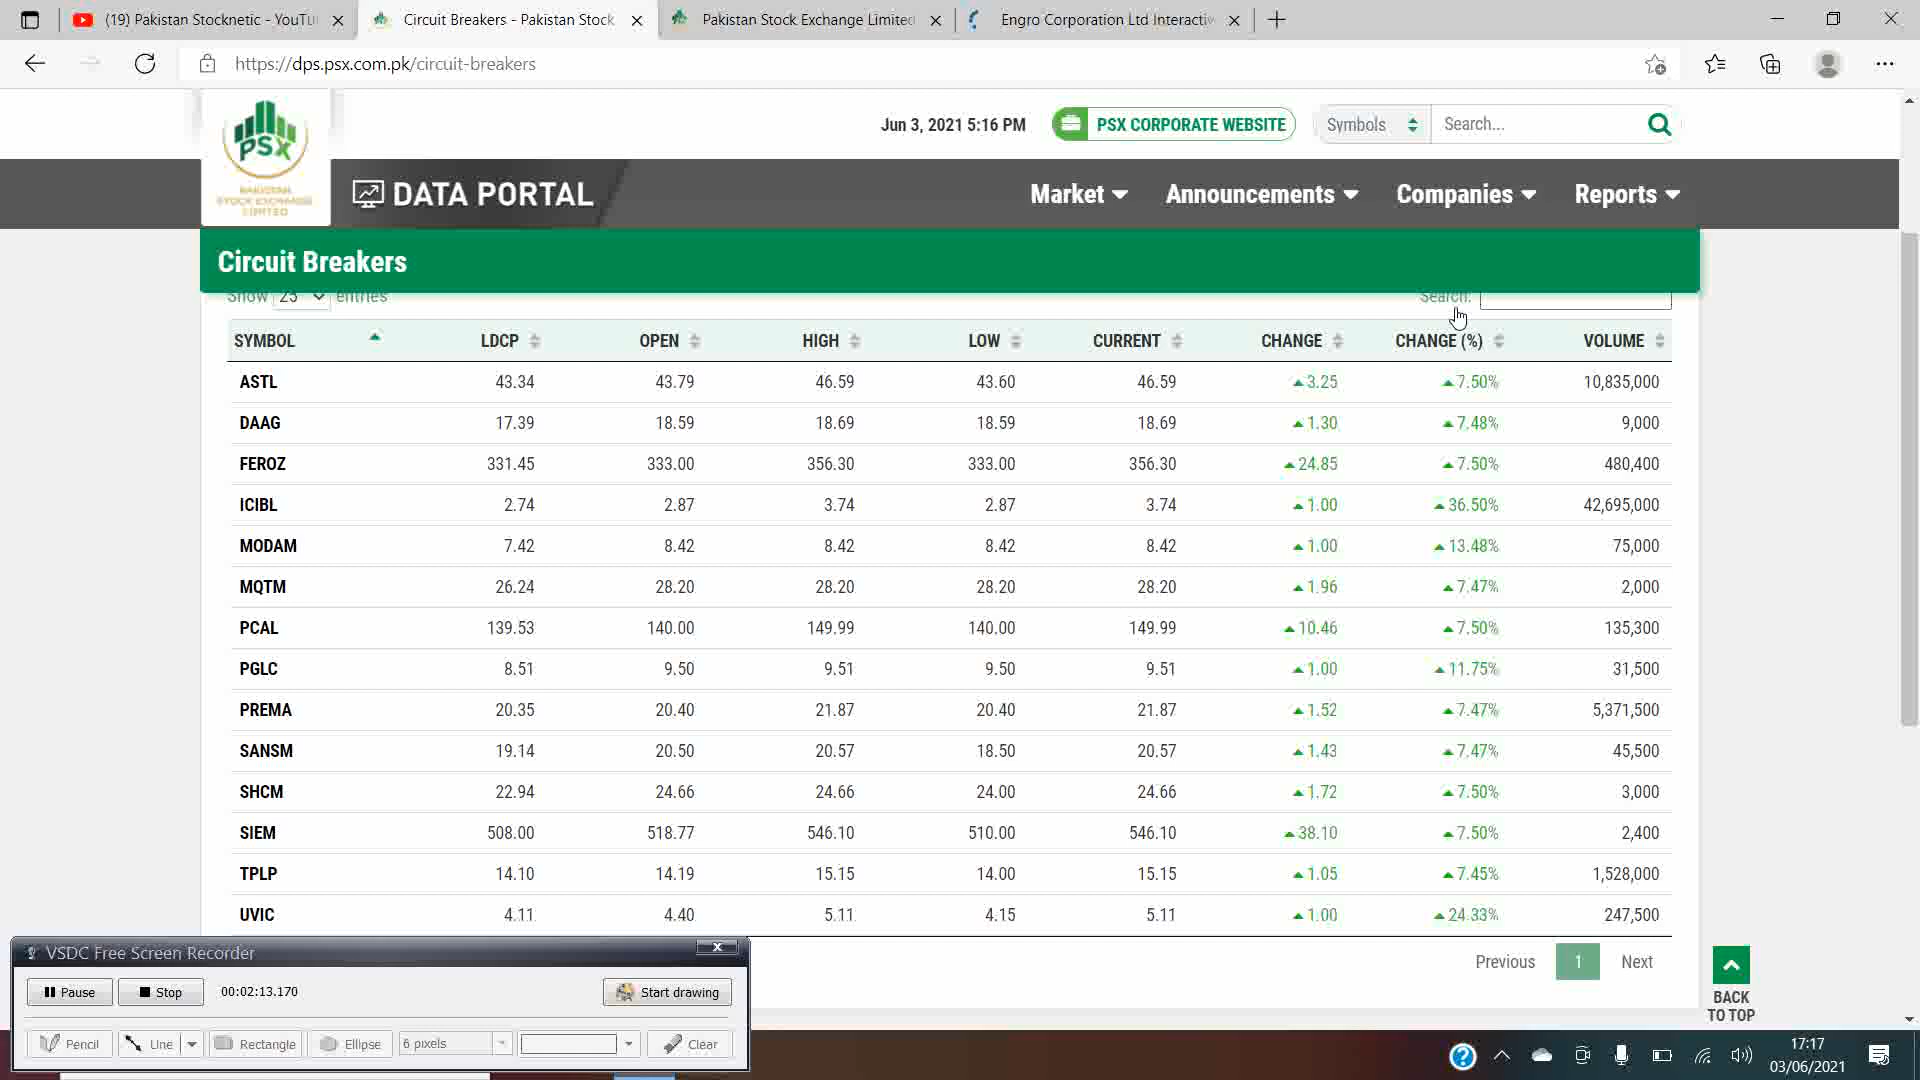 (19) Pakistan Stocknetic - YouTu
Circuit Breakers - Pakistan Stock
Pakistan Stock Exchange Limited
Engro Corporation Ltd Interactiv
https://dps.psx.com.pk/circuit-breakers
PSX
PAKISTAN
STOCK EXCHANGE
LIMITED
Jun 3, 2021 5:16 PM
PSX CORPORATE WEBSITE
Symbols
Search...
DATA PORTAL
Market
Announcements
Companies
Reports
Circuit Breakers
Show 25 entries
Search:
SYMBOL LDCP OPEN HIGH LOW CURRENT CHANGE CHANGE (%) VOLUME
ASTL 43.34 43.79 46.59 43.60 46.59 3.25 7.50% 10,835,000
DAAG 17.39 18.59 18.69 18.59 18.69 1.30 7.48% 9,000
FEROZ 331.45 333.00 356.30 333.00 356.30 24.85 7.50% 480,400
ICIBL 2.74 2.87 3.74 2.87 3.74 1.00 36.50% 42,695,000
MODAM 7.42 8.42 8.42 8.42 8.42 1.00 13.48% 75,000
MQTM 26.24 28.20 28.20 28.20 28.20 1.96 7.47% 2,000
PCAL 139.53 140.00 149.99 140.00 149.99 10.46 7.50% 135,300
PGLC 8.51 9.50 9.51 9.50 9.51 1.00 11.75% 31,500
PREMA 20.35 20.40 21.87 20.40 21.87 1.52 7.47% 5,371,500
SANSM 19.14 20.50 20.57 18.50 20.57 1.43 7.47% 45,500
SHCM 22.94 24.66 24.66 24.00 24.66 1.72 7.50% 3,000
SIEM 508.00 518.77 546.10 510.00 546.10 38.10 7.50% 2,400
TPLP 14.10 14.19 15.15 14.00 15.15 1.05 7.45% 1,528,000
UVIC 4.11 4.40 5.11 4.15 5.11 1.00 24.33% 247,500
Previous 1 Next
BACK
TO TOP
VSDC Free Screen Recorder
Pause
Stop
00:02:13.170
Start drawing
Pencil
Line
Rectangle
Ellipse
6 pixels
Clear
17:17
03/06/2021